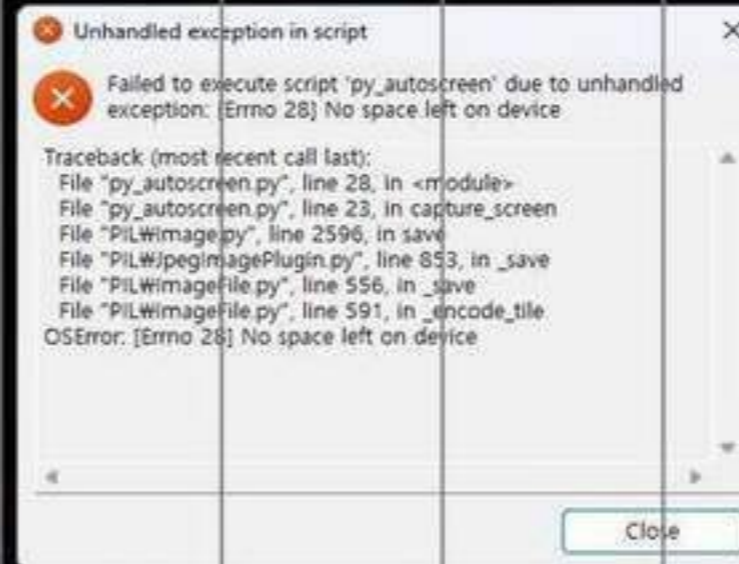 Unhandled exception in script
Failed to execute script 'py_autoscreen' due to unhandled
exception: [Errno 28] No space left on device
Traceback (most recent call last):
File "py_autoscreen.py", line 28, in <module>
File "py_autoscreen.py", line 23, in capture_screen
File "PIL₩Image.py", line 2596, in save
File "PIL₩JpegImagePlugin.py", line 853, in _save
File "PIL₩ImageFile.py", line 556, in _save
File "PIL₩ImageFile.py", line 591, in _encode_tile
OSError: [Errno 28] No space left on device
Close